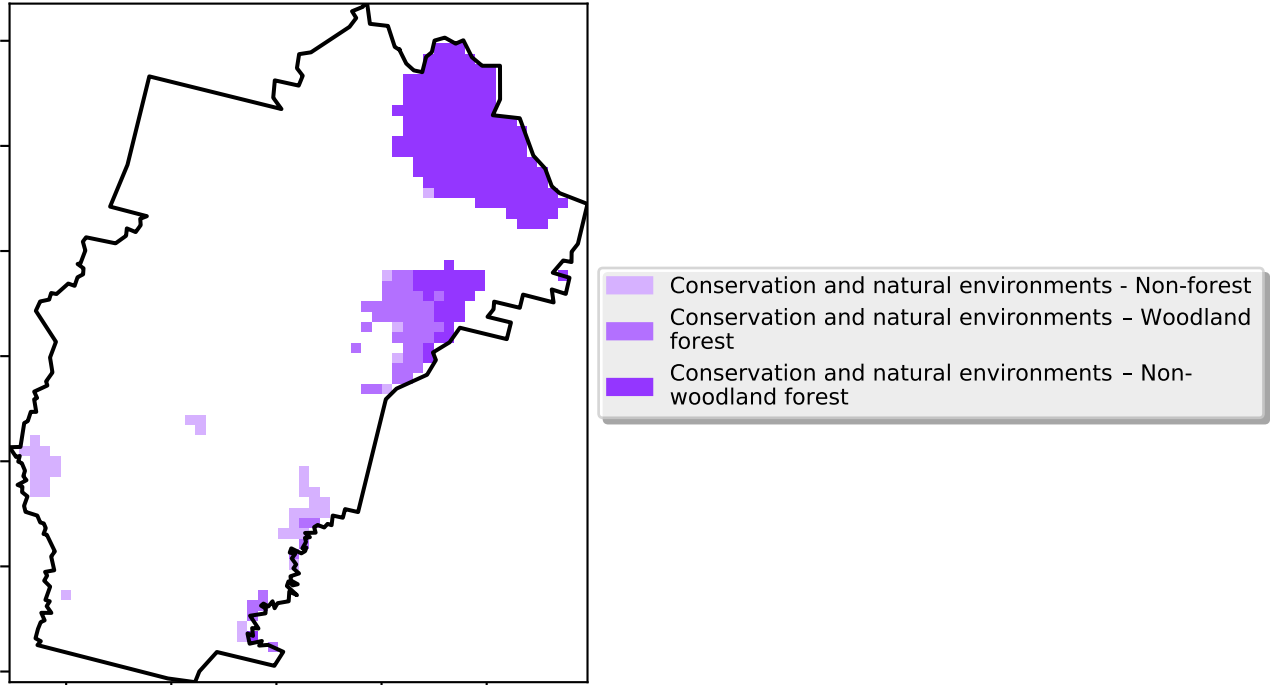 Conservation and natural environments - Non-forest
Conservation and natural environments – Woodland
forest
Conservation and natural environments – Non-
woodland forest